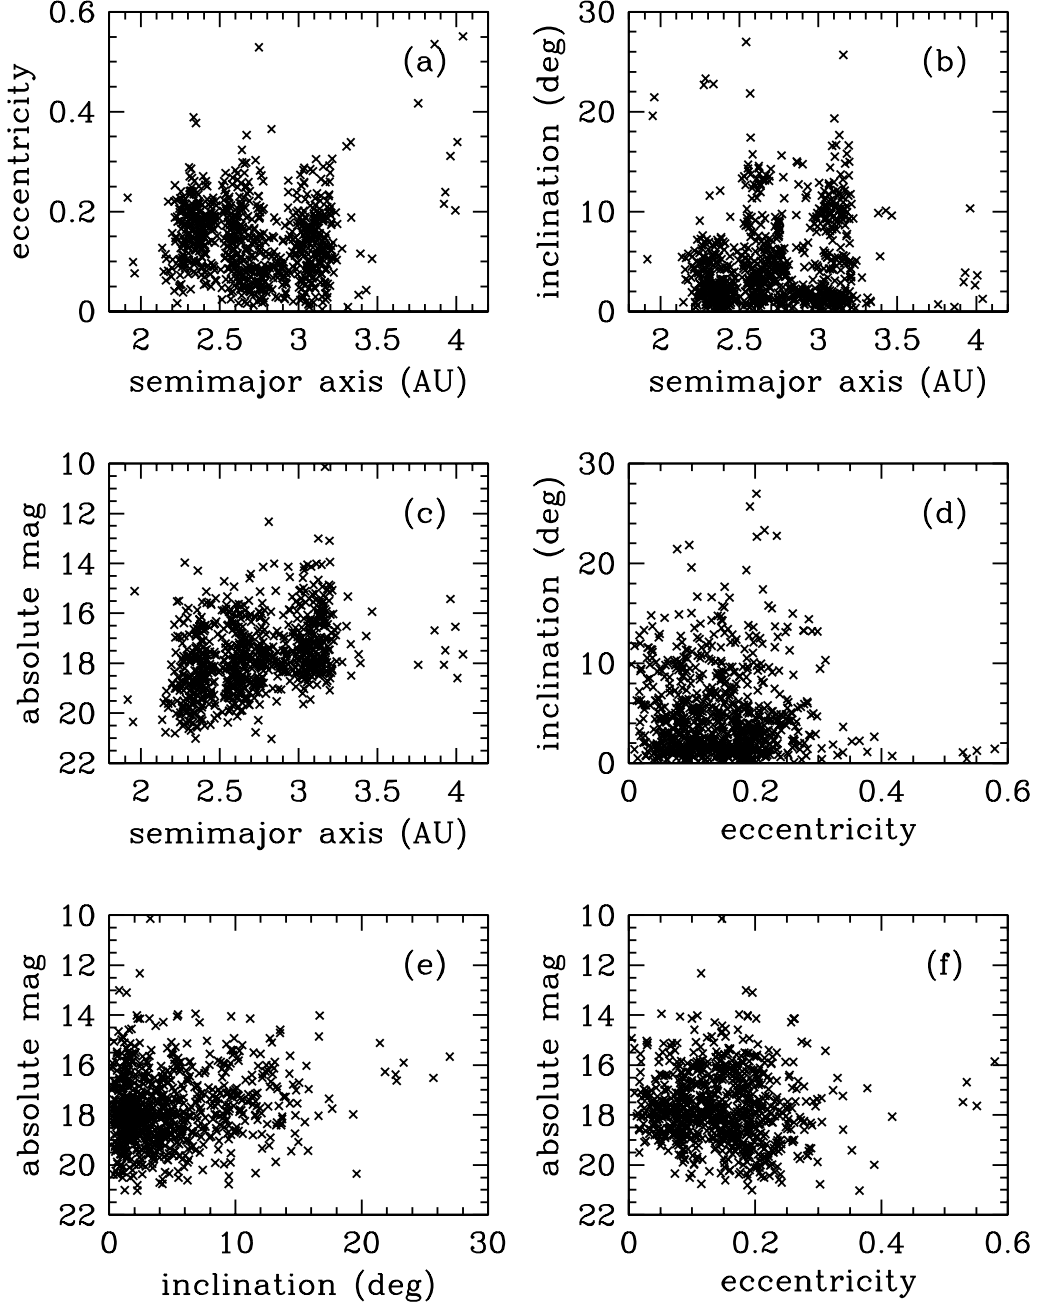 0.6
0.4
0.2
0
eccentricity
(a)
2 2.5 3 3.5 4
semimajor axis (AU)
30
20
10
0
inclination (deg)
(b)
2 2.5 3 3.5 4
semimajor axis (AU)
10
12
14
16
18
20
22
absolute mag
(c)
2 2.5 3 3.5 4
semimajor axis (AU)
30
20
10
0
inclination (deg)
(d)
0 0.2 0.4 0.6
eccentricity
10
12
14
16
18
20
22
absolute mag
(e)
0 10 20 30
inclination (deg)
10
12
14
16
18
20
22
absolute mag
(f)
0 0.2 0.4 0.6
eccentricity